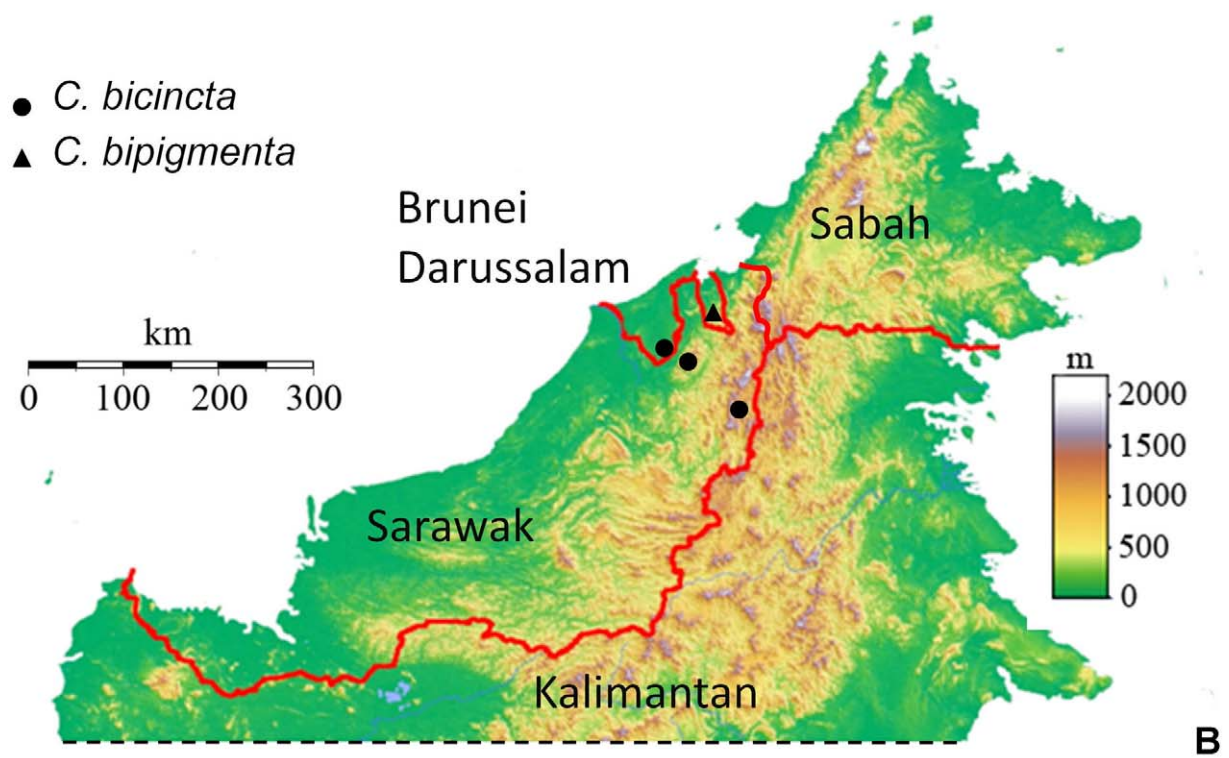 C. bicincta
C. bipigmenta
Brunei
Darussalam
Sabah
km
0 100 200 300
m
2000
1500
1000
500
0
Sarawak
Kalimantan
B